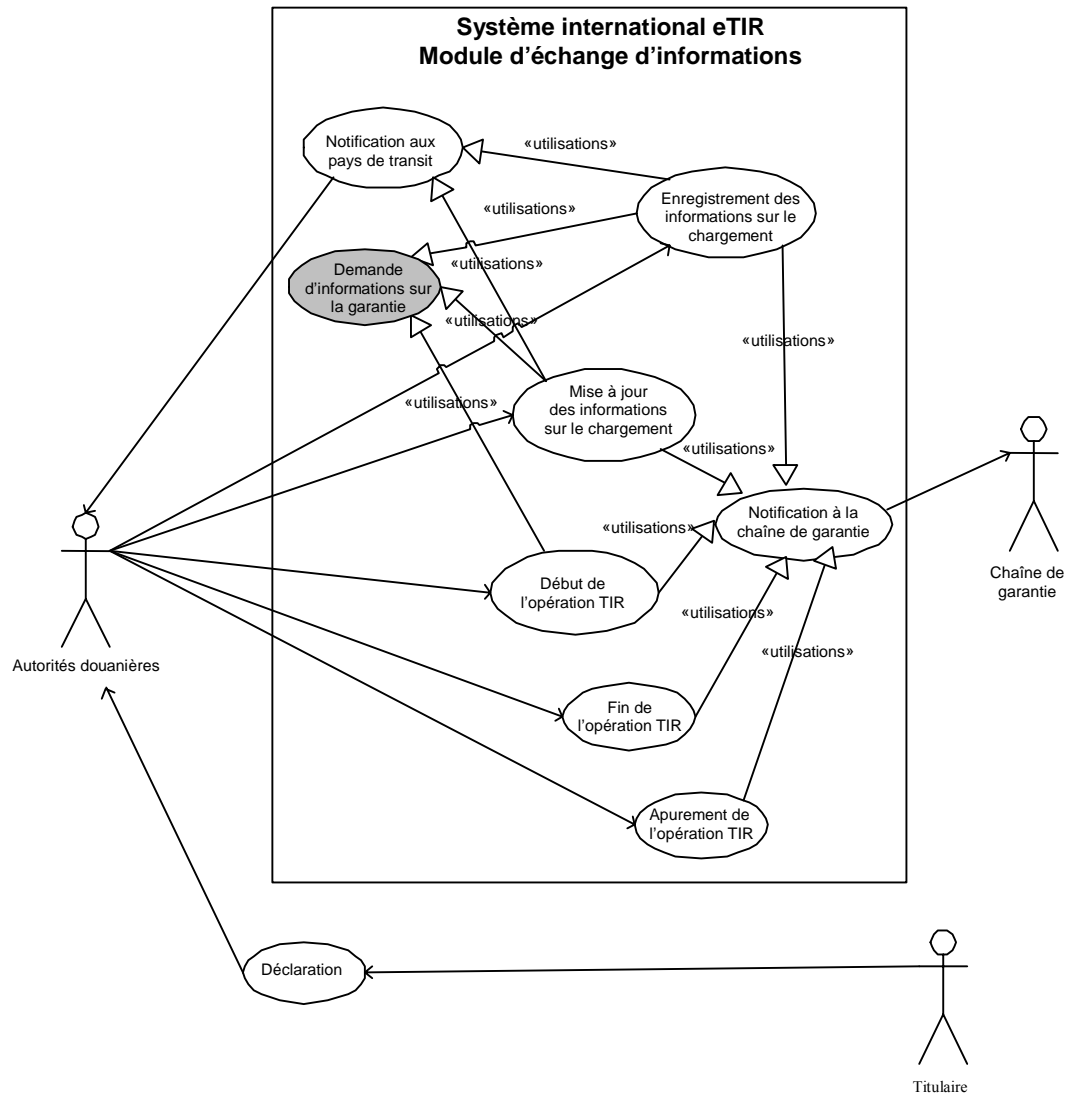 Système international eTIR
Module d'échange d'informations
Notification aux
pays de transit
«utilisations»
Enregistrement des
informations sur le
chargement
«utilisations»
«utilisations»
Demande
d'informations sur
la garantie
«utilisations»
«utilisations»
Mise à jour
des informations
sur le chargement
«utilisations»
«utilisations»
Notification à la
chaîne de garantie
«utilisations»
Chaîne de
garantie
Début de
l'opération TIR
«utilisations»
«utilisations»
Autorités douanières
Fin de
l'opération TIR
Apurement de
l'opération TIR
Déclaration
Titulaire